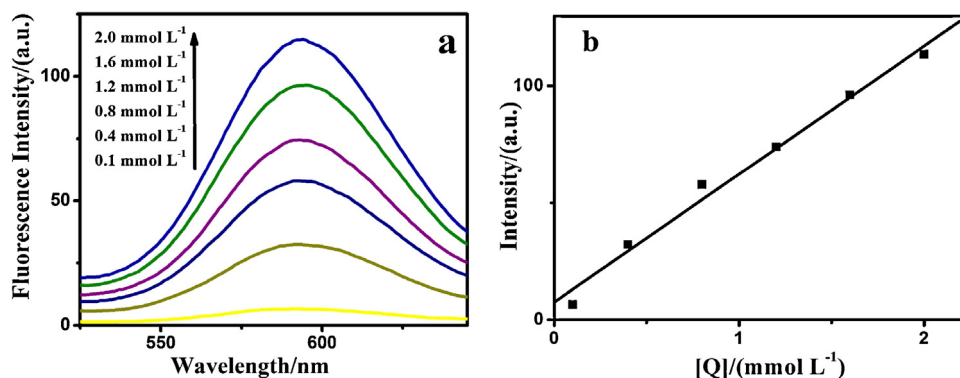 a
2.0 mmol L⁻¹
1.6 mmol L⁻¹
1.2 mmol L⁻¹
0.8 mmol L⁻¹
0.4 mmol L⁻¹
0.1 mmol L⁻¹
Fluorescence Intensity/(a.u.)
100
50
0
550
600
Wavelength/nm
b
Intensity/(a.u.)
100
0
0
1
2
[Q]/(mmol L⁻¹)